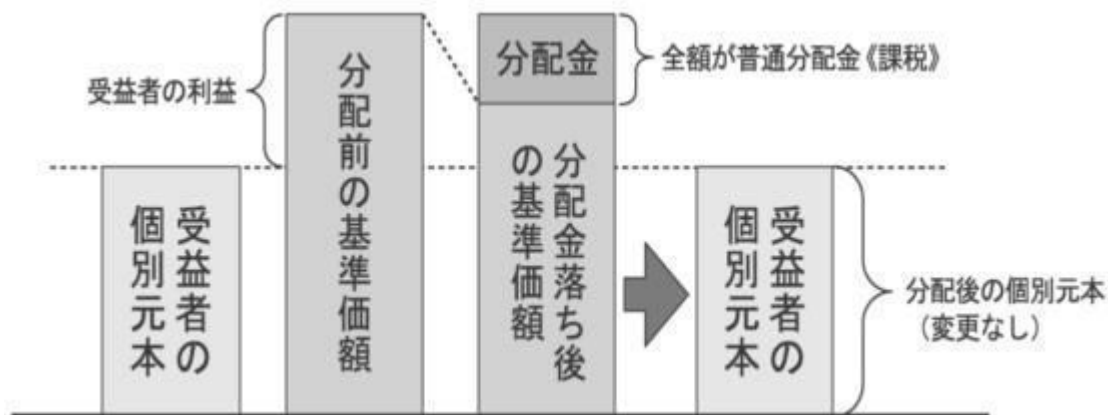 受益者の利益
受益者の
個別元本
分配前の基準価額
分配金
全額が普通分配金《課税》
分配金落ち後
の基準価額
受益者の
個別元本
分配後の個別元本
（変更なし）